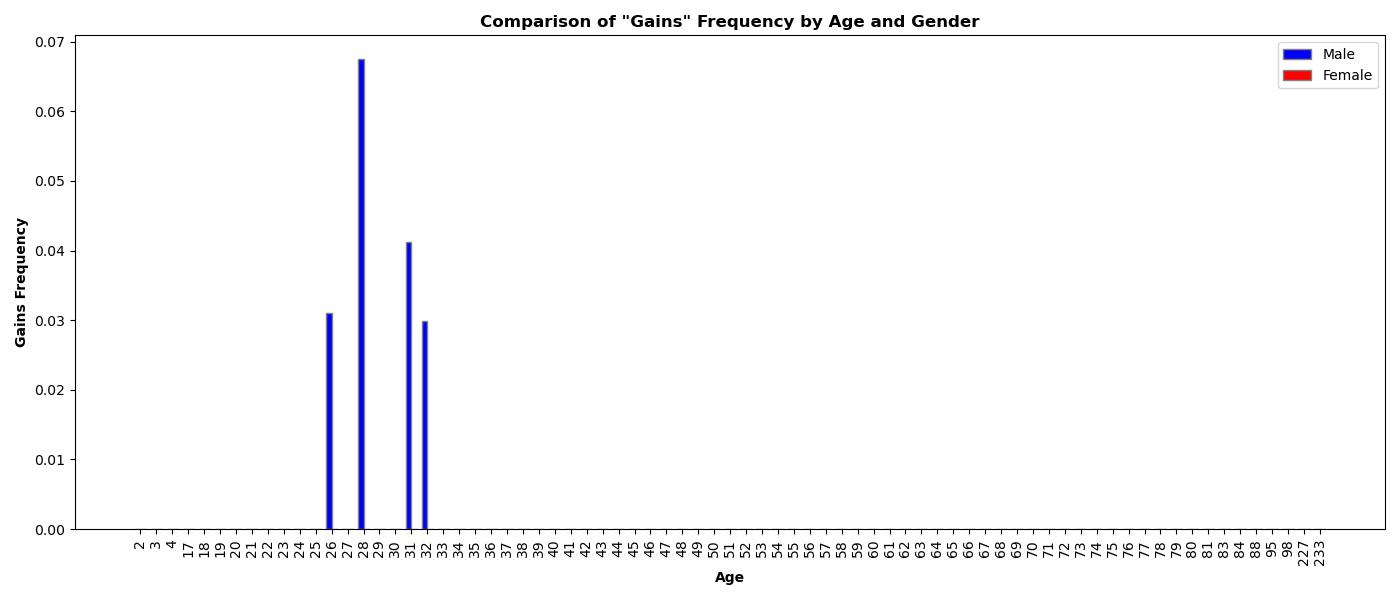 Comparison of "Gains" Frequency by Age and Gender
Male
Female
Gains Frequency
0.07
0.06
0.05
0.04
0.03
0.02
0.01
0.00
2 3 4 17 18 19 20 21 22 23 24 25 26 27 28 29 30 31 32 33 34 35 36 37 38 39 40 41 42 43 44 45 46 47 48 49 50 51 52 53 54 55 56 57 58 59 60 61 62 63 64 65 66 67 68 69 70 71 72 73 74 75 76 77 78 79 80 81 83 84 88 95 98 227 233
Age